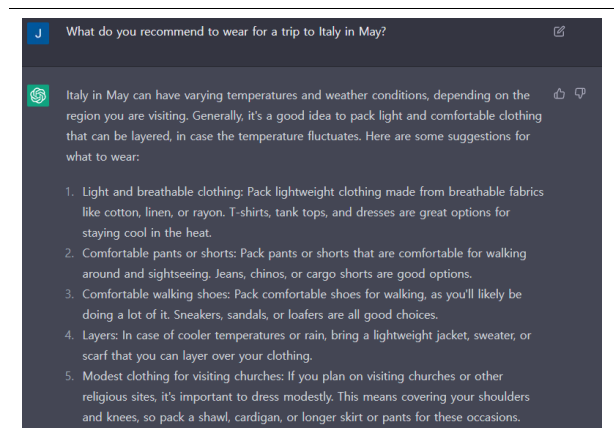 J
What do you recommend to wear for a trip to Italy in May?
Italy in May can have varying temperatures and weather conditions, depending on the
region you are visiting. Generally, it's a good idea to pack light and comfortable clothing
that can be layered, in case the temperature fluctuates. Here are some suggestions for
what to wear:
1. Light and breathable clothing: Pack lightweight clothing made from breathable fabrics
like cotton, linen, or rayon. T-shirts, tank tops, and dresses are great options for
staying cool in the heat.
2. Comfortable pants or shorts: Pack pants or shorts that are comfortable for walking
around and sightseeing. Jeans, chinos, or cargo shorts are good options.
3. Comfortable walking shoes: Pack comfortable shoes for walking, as you'll likely be
doing a lot of it. Sneakers, sandals, or loafers are all good choices.
4. Layers: In case of cooler temperatures or rain, bring a lightweight jacket, sweater, or
scarf that you can layer over your clothing.
5. Modest clothing for visiting churches: If you plan on visiting churches or other
religious sites, it's important to dress modestly. This means covering your shoulders
and knees, so pack a shawl, cardigan, or longer skirt or pants for these occasions.